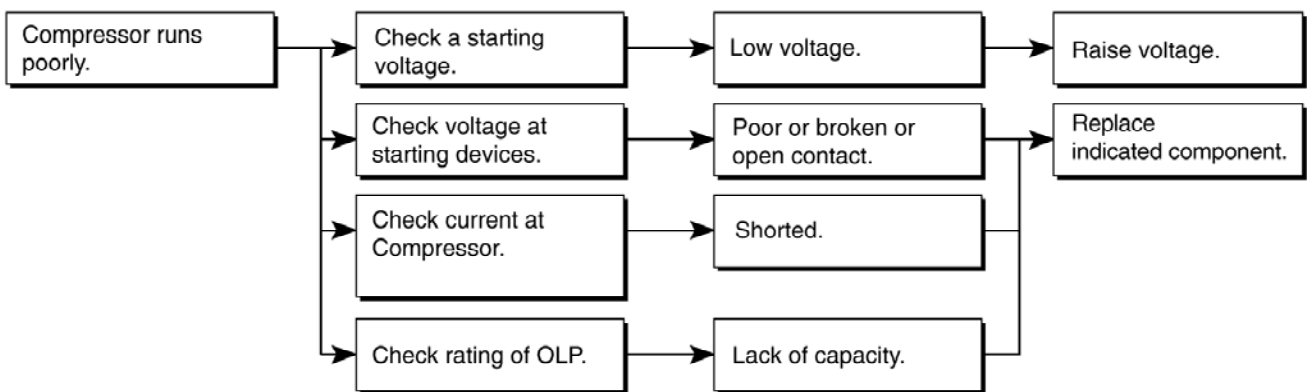 Compressor runs
poorly.
Check a starting
voltage.
Low voltage.
Raise voltage.
Check voltage at
starting devices.
Poor or broken or
open contact.
Replace
indicated component.
Check current at
Compressor.
Shorted.
Check rating of OLP.
Lack of capacity.